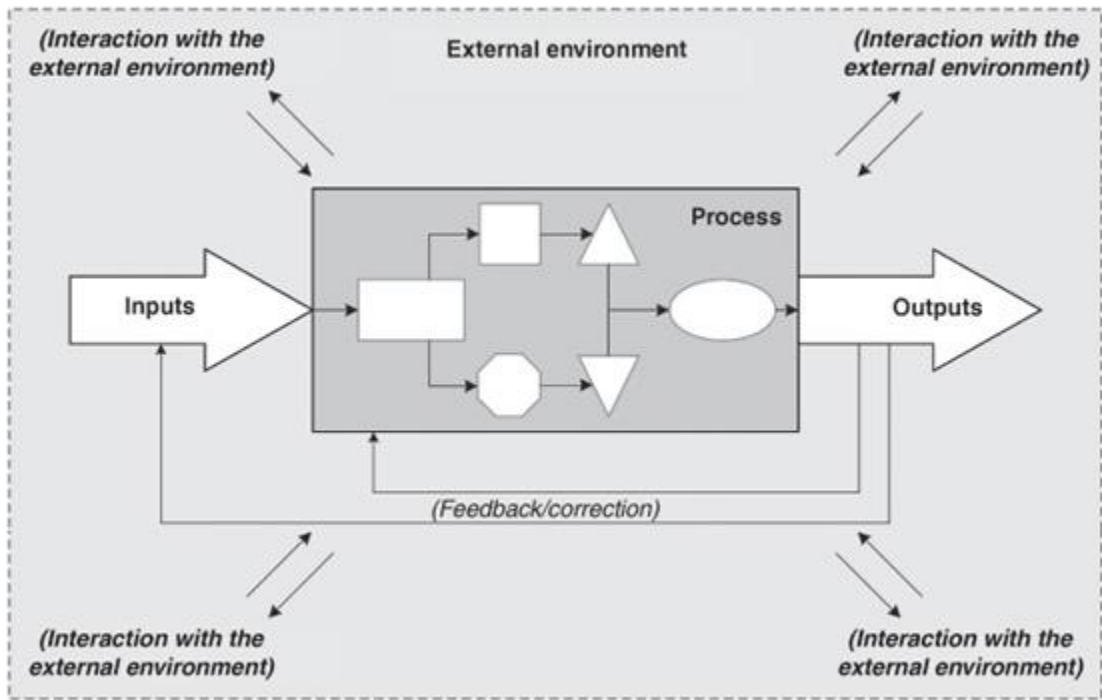 (Interaction with the
external environment)
External environment
(Interaction with the
external environment)
Process
Inputs
Outputs
(Feedback/correction)
(Interaction with the
external environment)
(Interaction with the
external environment)